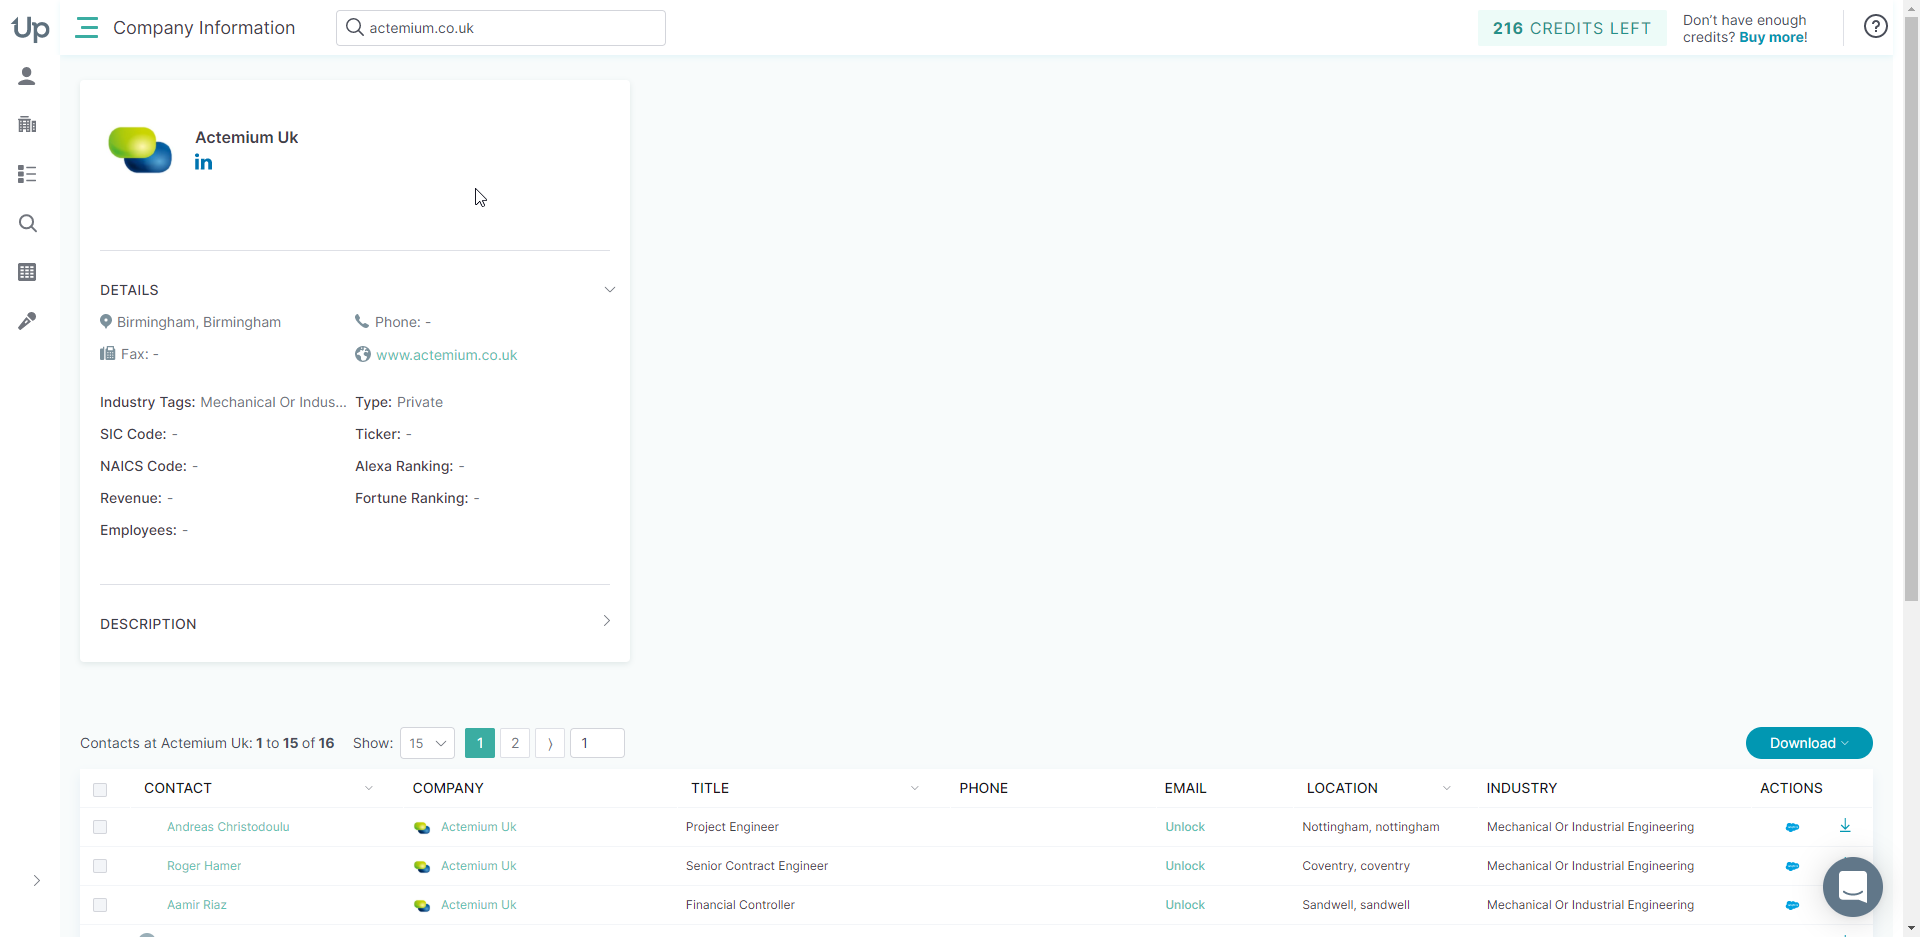 Up
Company Information
actemium.co.uk
216 CREDITS LEFT
Don't have enough
credits? Buy more!
Actemium Uk
in
DETAILS
Birmingham, Birmingham
Phone: -
Fax: -
www.actemium.co.uk
Industry Tags: Mechanical Or Indus...
Type: Private
SIC Code: -
Ticker: -
NAICS Code: -
Alexa Ranking: -
Revenue: -
Fortune Ranking: -
Employees: -
DESCRIPTION
Contacts at Actemium Uk: 1 to 15 of 16 Show: 15 1 2 ⟩ 1
Download
CONTACT COMPANY TITLE PHONE EMAIL LOCATION INDUSTRY ACTIONS
Andreas Christodoulu Actemium Uk Project Engineer Unlock Nottingham, nottingham Mechanical Or Industrial Engineering
Roger Hamer Actemium Uk Senior Contract Engineer Unlock Coventry, coventry Mechanical Or Industrial Engineering
Aamir Riaz Actemium Uk Financial Controller Unlock Sandwell, sandwell Mechanical Or Industrial Engineering